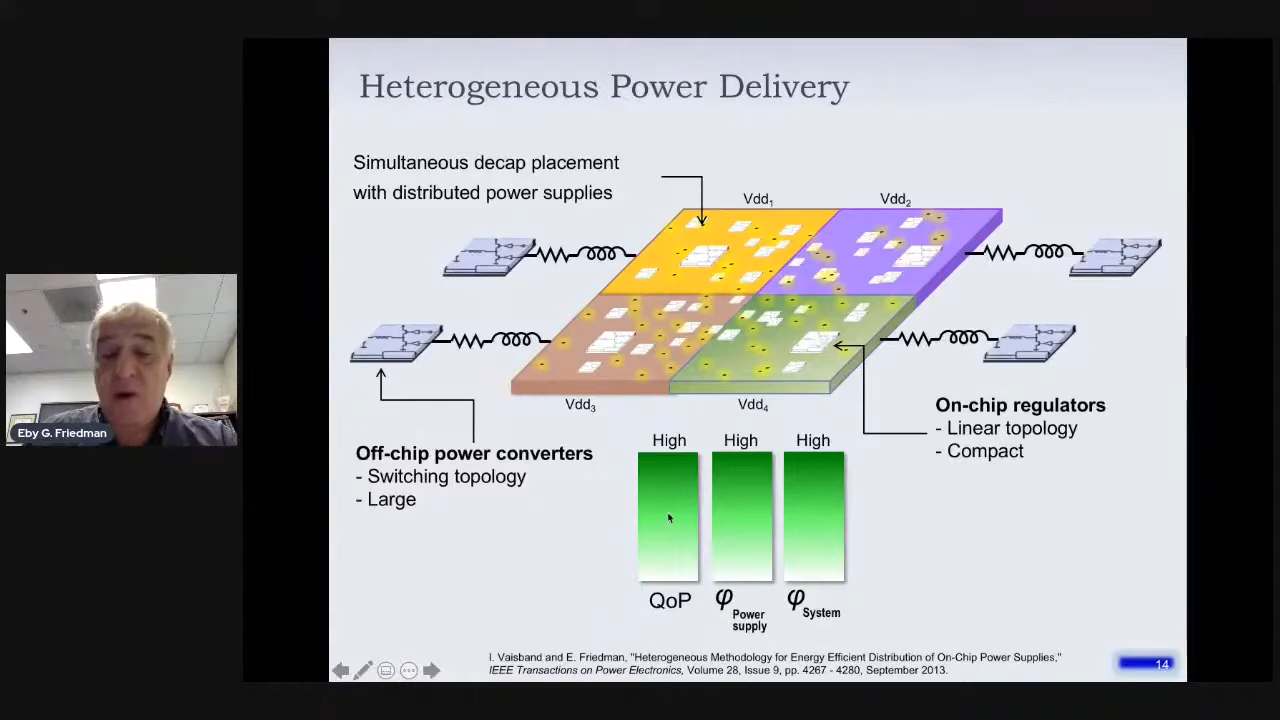 Heterogeneous Power Delivery
Simultaneous decap placement
with distributed power supplies
Vdd1
Vdd2
Vdd3
Vdd4
Eby G. Friedman
Off-chip power converters
- Switching topology
- Large
On-chip regulators
- Linear topology
- Compact
High
High
High
QoP
φ Power supply
φ System
I. Vaisband and E. Friedman, "Heterogeneous Methodology for Energy Efficient Distribution of On-Chip Power Supplies,"
IEEE Transactions on Power Electronics, Volume 28, Issue 9, pp. 4267 - 4280, September 2013.
14